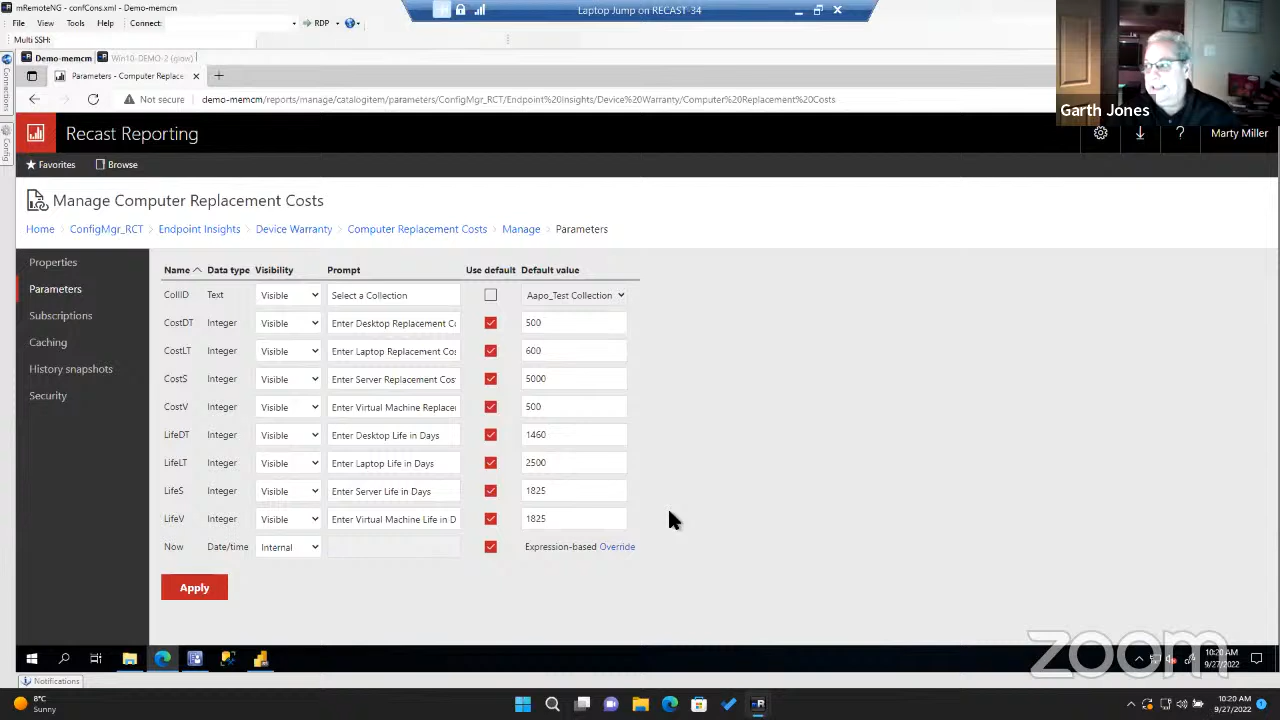 mRemoteNG - confCons.xml - Demo-memcm
Laptop Jump on RECAST-34
File View Tools Help Connect: RDP
Multi SSH:
Demo-memcm Win10-DEMO-2 (glow)
Connections
Config
Parameters - Computer Replace
Not secure demo-memcm/reports/manage/catalogitem/parameters/ConfigMgr_RCT/Endpoint%20Insights/Device%20Warranty/Computer%20Replacement%20Costs
Garth Jones
Recast Reporting
? Marty Miller
Favorites Browse
Manage Computer Replacement Costs
Home > ConfigMgr_RCT > Endpoint Insights > Device Warranty > Computer Replacement Costs > Manage > Parameters
Properties
Parameters
Subscriptions
Caching
History snapshots
Security
Name Data type Visibility Prompt Use default Default value
CollID Text Visible Select a Collection Aapo_Test Collection
CostDT Integer Visible Enter Desktop Replacement Co 500
CostLT Integer Visible Enter Laptop Replacement Cos 600
CostS Integer Visible Enter Server Replacement Cos 5000
CostV Integer Visible Enter Virtual Machine Replacer 500
LifeDT Integer Visible Enter Desktop Life in Days 1460
LifeLT Integer Visible Enter Laptop Life in Days 2500
LifeS Integer Visible Enter Server Life in Days 1825
LifeV Integer Visible Enter Virtual Machine Life in D 1825
Now Date/time Internal Expression-based Override
Apply
zoom
10:20 AM
9/27/2022
Notifications
8°C
Sunny
10:20 AM
9/27/2022